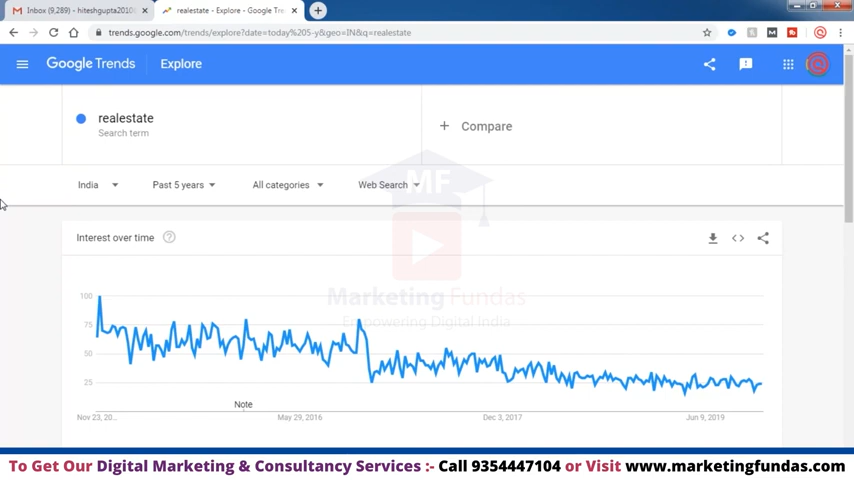 Inbox (9,289) - hiteshgupta2010@
realestate - Explore - Google Tre
trends.google.com/trends/explore?date=today%205-y&geo=IN&q=realestate
Google Trends
Explore
realestate
Search term
+ Compare
India
Past 5 years
All categories
Web Search
MF
Interest over time
Marketing Fundas
Empowering Digital India
100
75
50
25
Note
Nov 23, 20...
May 29, 2016
Dec 3, 2017
Jun 9, 2019
To Get Our Digital Marketing & Consultancy Services :- Call 9354447104 or Visit www.marketingfundas.com